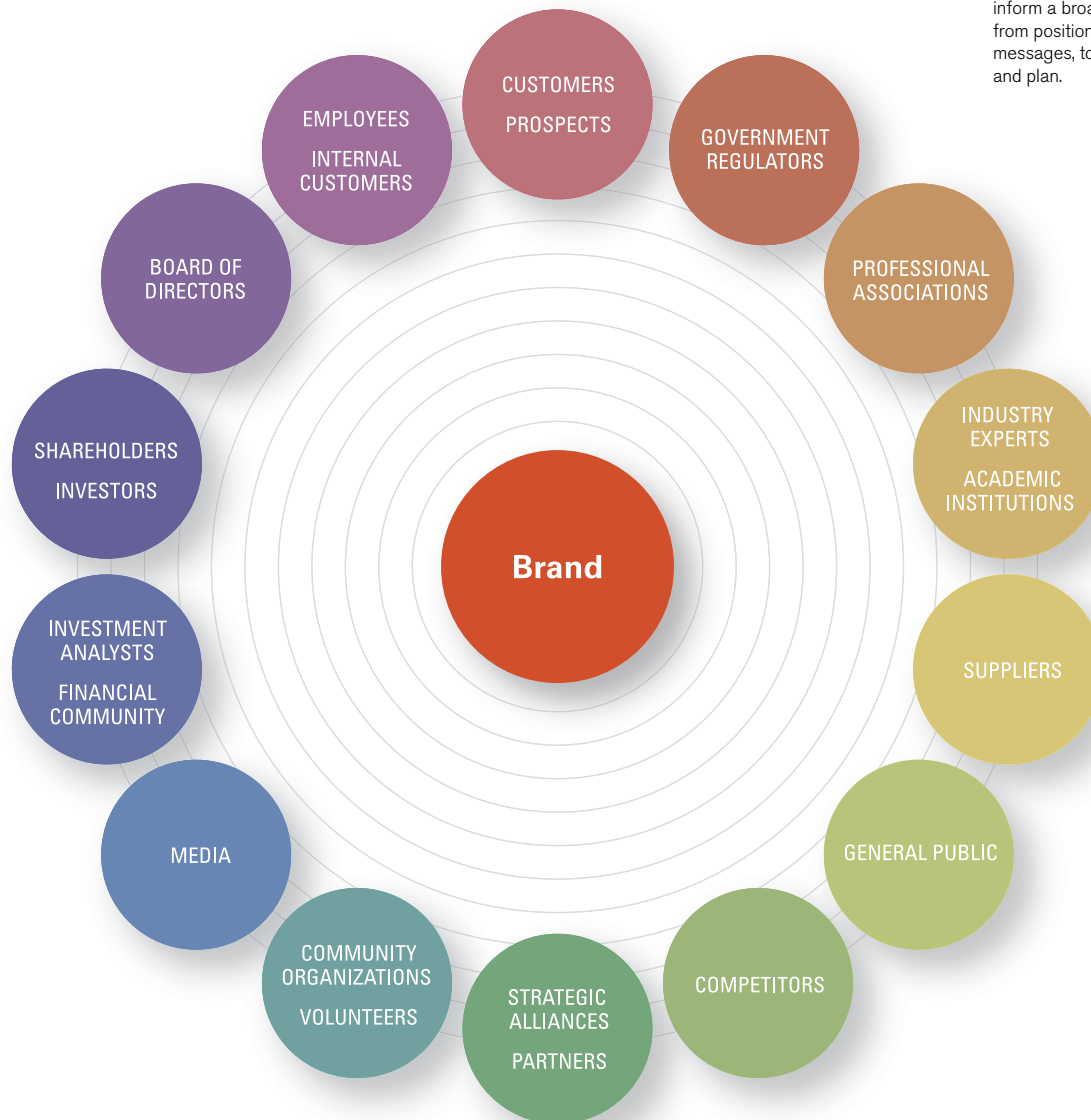 inform a broa
from position
messages, to
and plan.
CUSTOMERS
PROSPECTS
GOVERNMENT
REGULATORS
PROFESSIONAL
ASSOCIATIONS
INDUSTRY
EXPERTS
ACADEMIC
INSTITUTIONS
SUPPLIERS
GENERAL PUBLIC
COMPETITORS
STRATEGIC
ALLIANCES
PARTNERS
COMMUNITY
ORGANIZATIONS
VOLUNTEERS
MEDIA
INVESTMENT
ANALYSTS
FINANCIAL
COMMUNITY
SHAREHOLDERS
INVESTORS
BOARD OF
DIRECTORS
EMPLOYEES
INTERNAL
CUSTOMERS
Brand